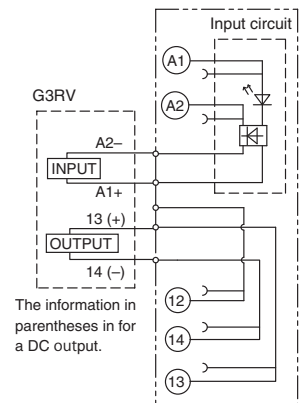 Input circuit
A1
G3RV
A2
A2–
INPUT
A1+
13 (+)
OUTPUT
14 (–)
The information in
parentheses in for
a DC output.
12
14
13